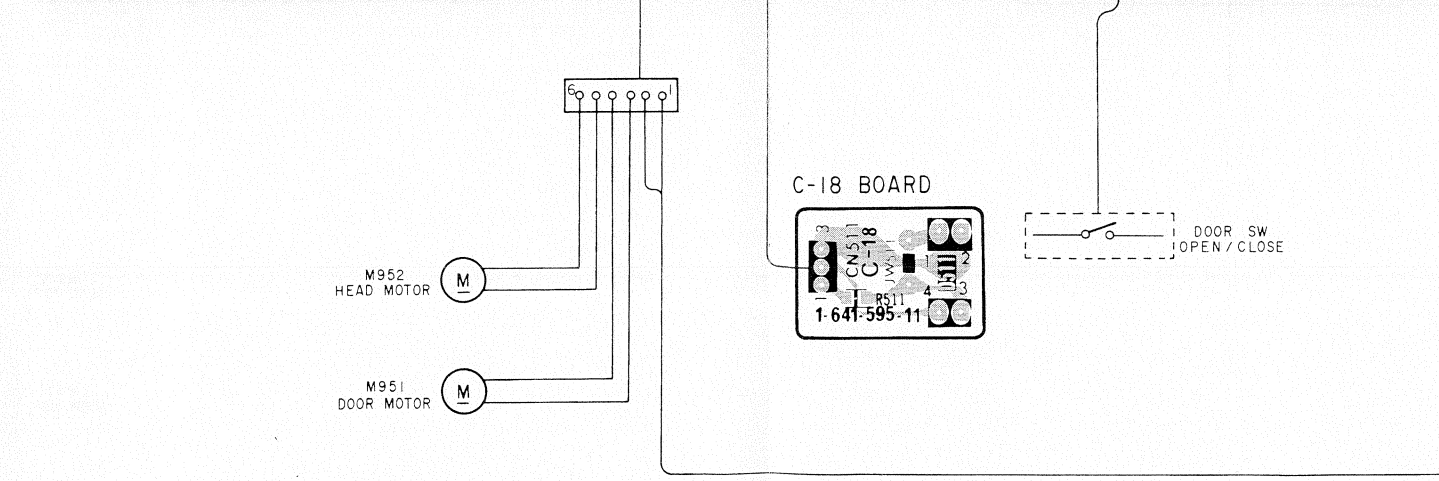 6 1
C-18 BOARD
3
CN511
C-18
JW511
1 2
1
R511
4 3
1-641-595-11
DOOR SW
OPEN/CLOSE
M952
HEAD MOTOR
M
M951
DOOR MOTOR
M